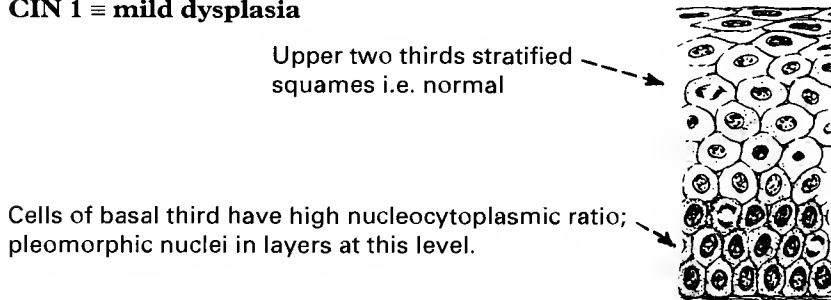 CIN 1 ≡ mild dysplasia
Upper two thirds stratified
squames i.e. normal
Cells of basal third have high nucleocytoplasmic ratio;
pleomorphic nuclei in layers at this level.